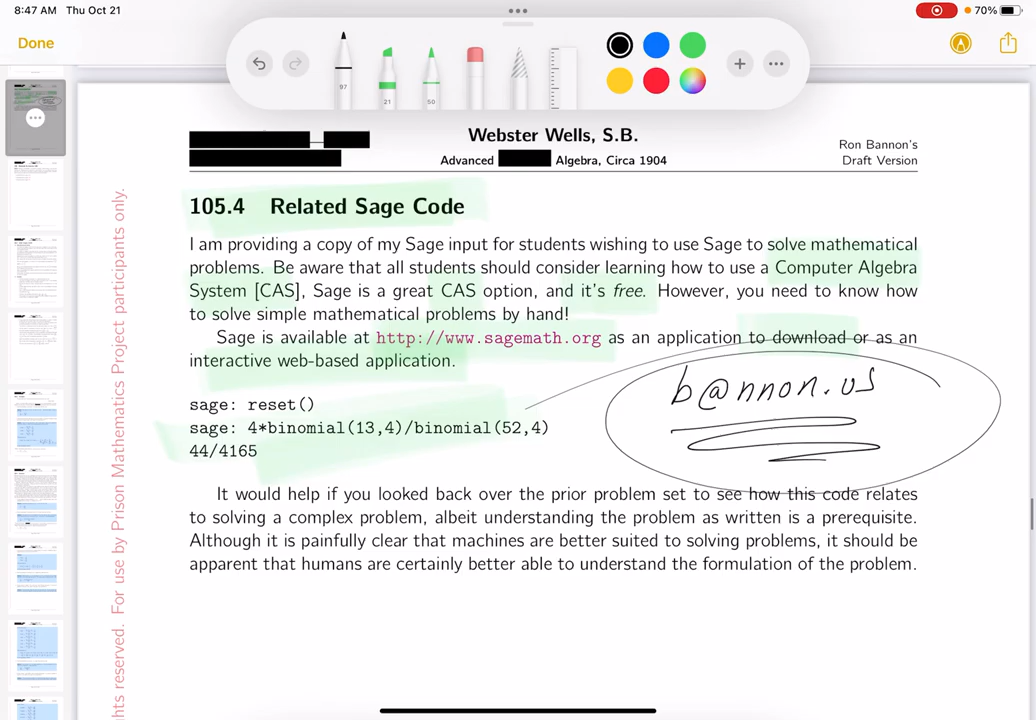 8:47 AM Thu Oct 21
70%
Done
97
21
50
Webster Wells, S.B.
Advanced Algebra, Circa 1904
Ron Bannon's
Draft Version
105.4 Related Sage Code
I am providing a copy of my Sage input for students wishing to use Sage to solve mathematical
problems. Be aware that all students should consider learning how to use a Computer Algebra
System [CAS], Sage is a great CAS option, and it's free. However, you need to know how
to solve simple mathematical problems by hand!
Sage is available at http://www.sagemath.org as an application to download or as an
interactive web-based application.
b@nnon.us
sage: reset()
sage: 4*binomial(13,4)/binomial(52,4)
44/4165
It would help if you looked back over the prior problem set to see how this code relates
to solving a complex problem, albeit understanding the problem as written is a prerequisite.
Although it is painfully clear that machines are better suited to solving problems, it should be
apparent that humans are certainly better able to understand the formulation of the problem.
reserved. For use by Prison Mathematics Project participants only.